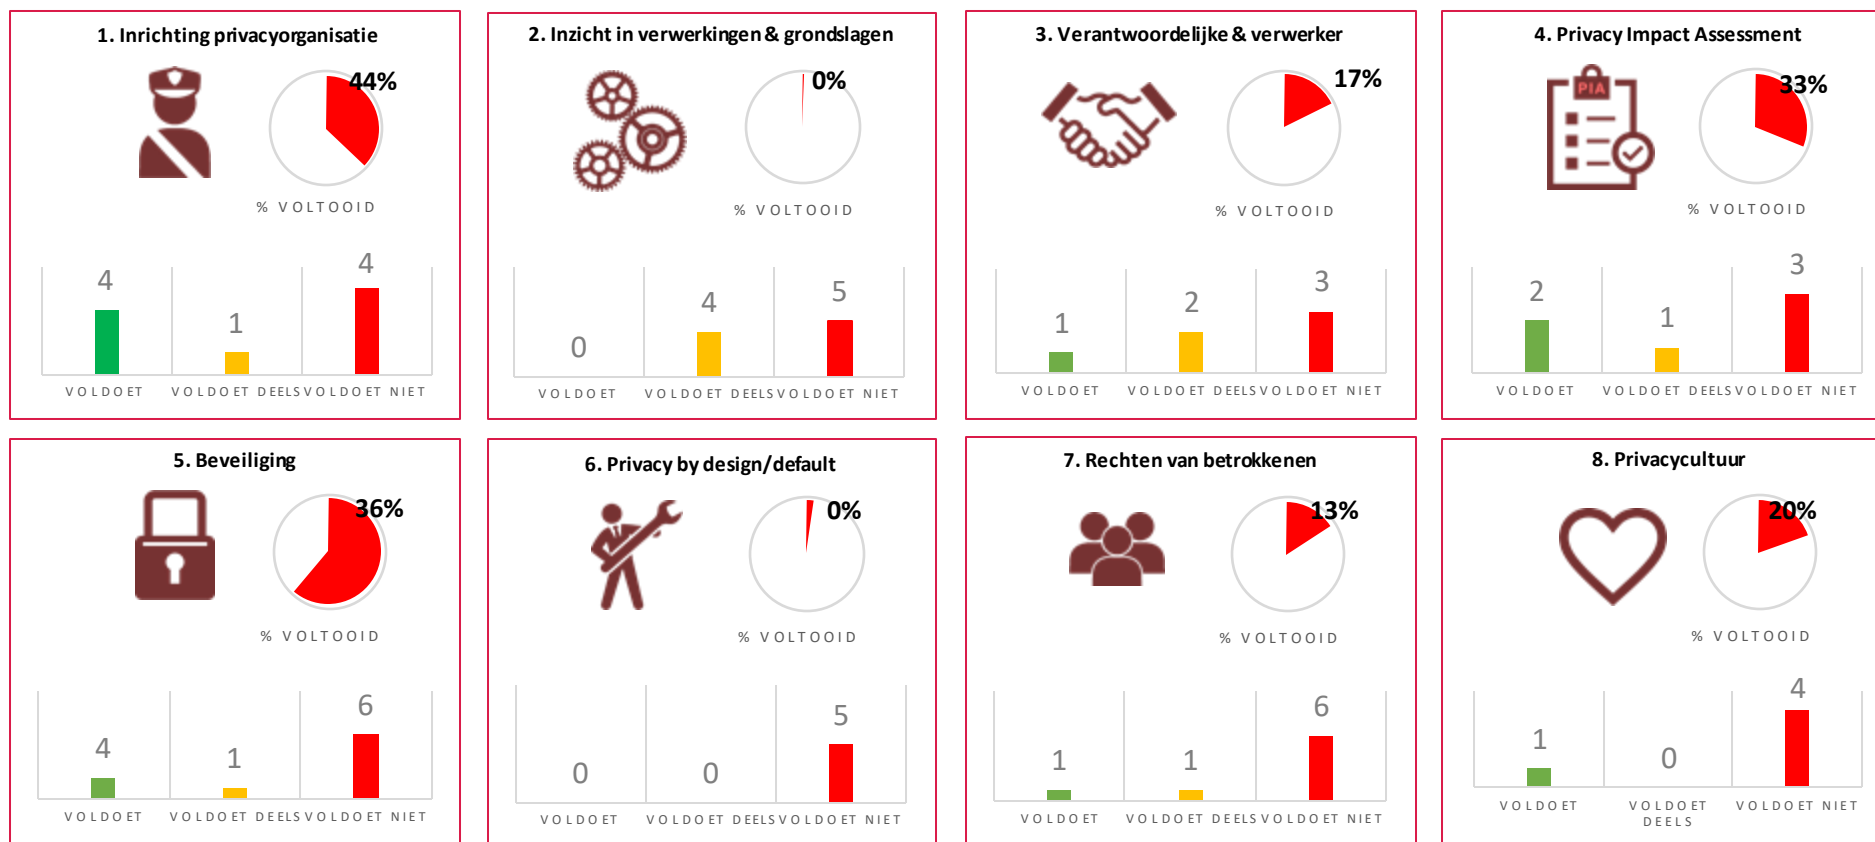 1. Inrichting privacyorganisatie
44%
% VOLTOOID
4
1
4
VOLDOET
VOLDOET DEELS
VOLDOET NIET
2. Inzicht in verwerkingen & grondslagen
0%
% VOLTOOID
0
4
5
VOLDOET
VOLDOET DEELS
VOLDOET NIET
3. Verantwoordelijke & verwerker
17%
% VOLTOOID
1
2
3
VOLDOET
VOLDOET DEELS
VOLDOET NIET
4. Privacy Impact Assessment
PIA
33%
% VOLTOOID
2
1
3
VOLDOET
VOLDOET DEELS
VOLDOET NIET
5. Beveiliging
36%
% VOLTOOID
4
1
6
VOLDOET
VOLDOET DEELS
VOLDOET NIET
6. Privacy by design/default
0%
% VOLTOOID
0
0
5
VOLDOET
VOLDOET DEELS
VOLDOET NIET
7. Rechten van betrokkenen
13%
% VOLTOOID
1
1
6
VOLDOET
VOLDOET DEELS
VOLDOET NIET
8. Privacycultuur
20%
% VOLTOOID
1
0
4
VOLDOET
VOLDOET
DEELS
VOLDOET NIET